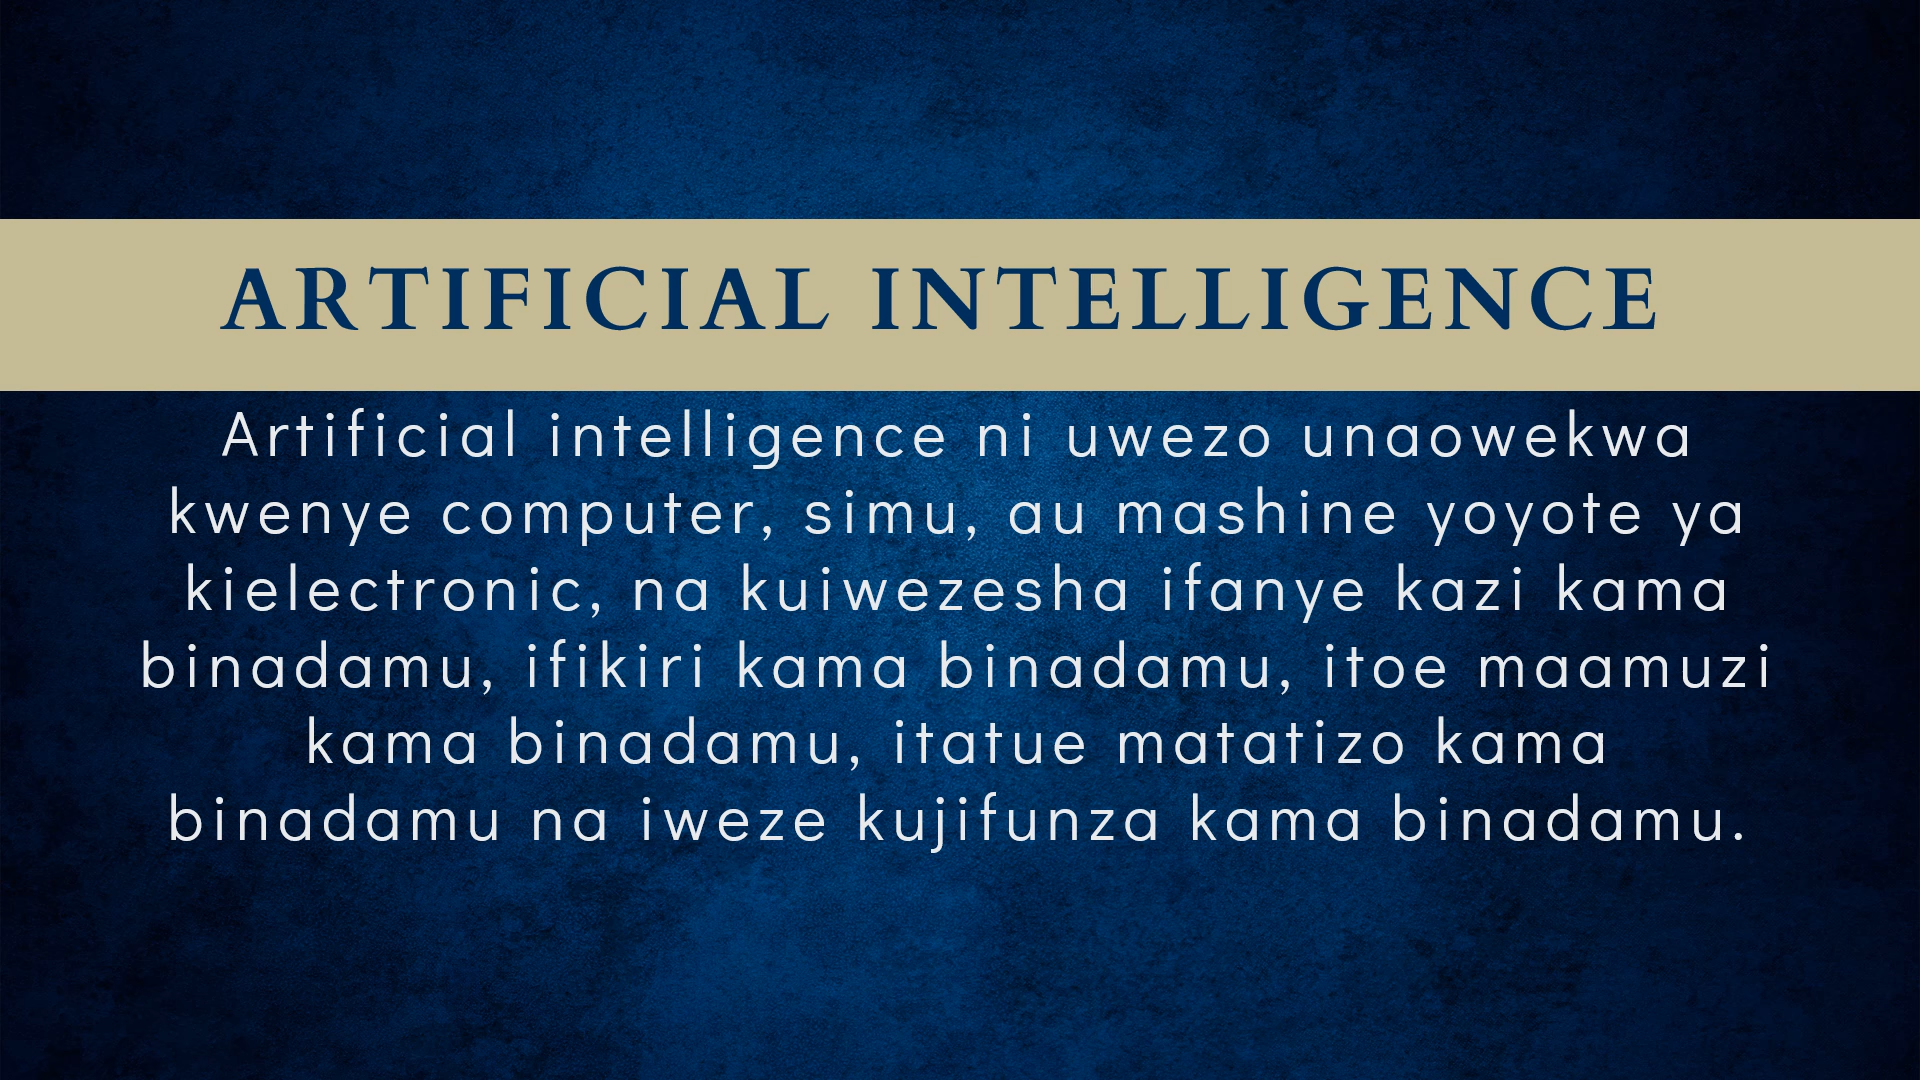 ARTIFICIAL INTELLIGENCE
Artificial intelligence ni uwezo unaowekwa
kwenye computer, simu, au mashine yoyote ya
kielectronic, na kuiwezesha ifanye kazi kama
binadamu, ifikiri kama binadamu, itoe maamuzi
kama binadamu, itatue matatizo kama
binadamu na iweze kujifunza kama binadamu.